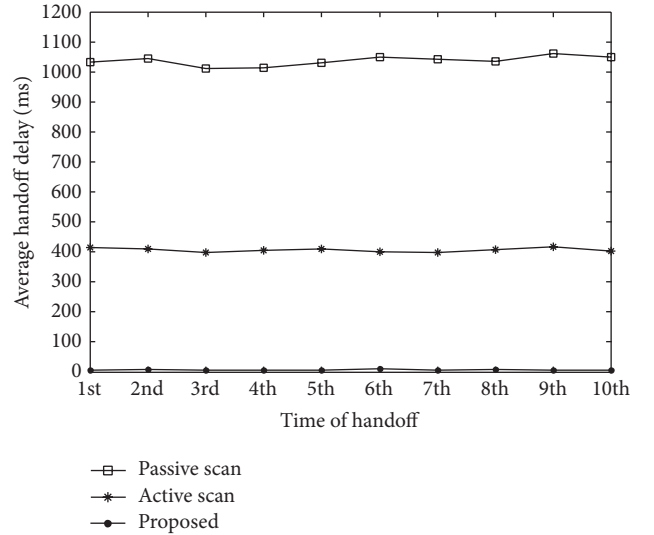 Average handoff delay (ms)
1200
1100
1000
900
800
700
600
500
400
300
200
100
0
1st 2nd 3rd 4th 5th 6th 7th 8th 9th 10th
Time of handoff
Passive scan
Active scan
Proposed